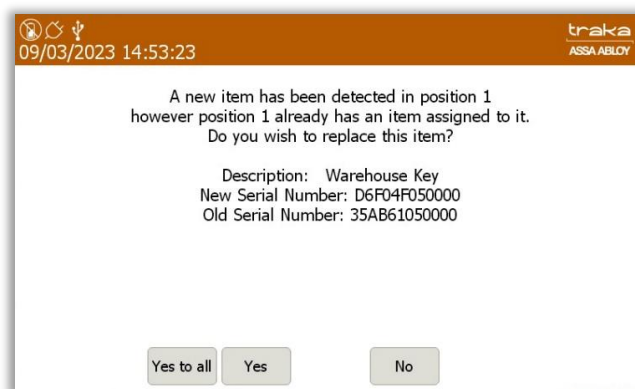 traka
09/03/2023 14:53:23
ASSA ABLOY
A new item has been detected in position 1
however position 1 already has an item assigned to it.
Do you wish to replace this item?
Description: Warehouse Key
New Serial Number: D6F04F050000
Old Serial Number: 35AB61050000
Yes to all
Yes
No